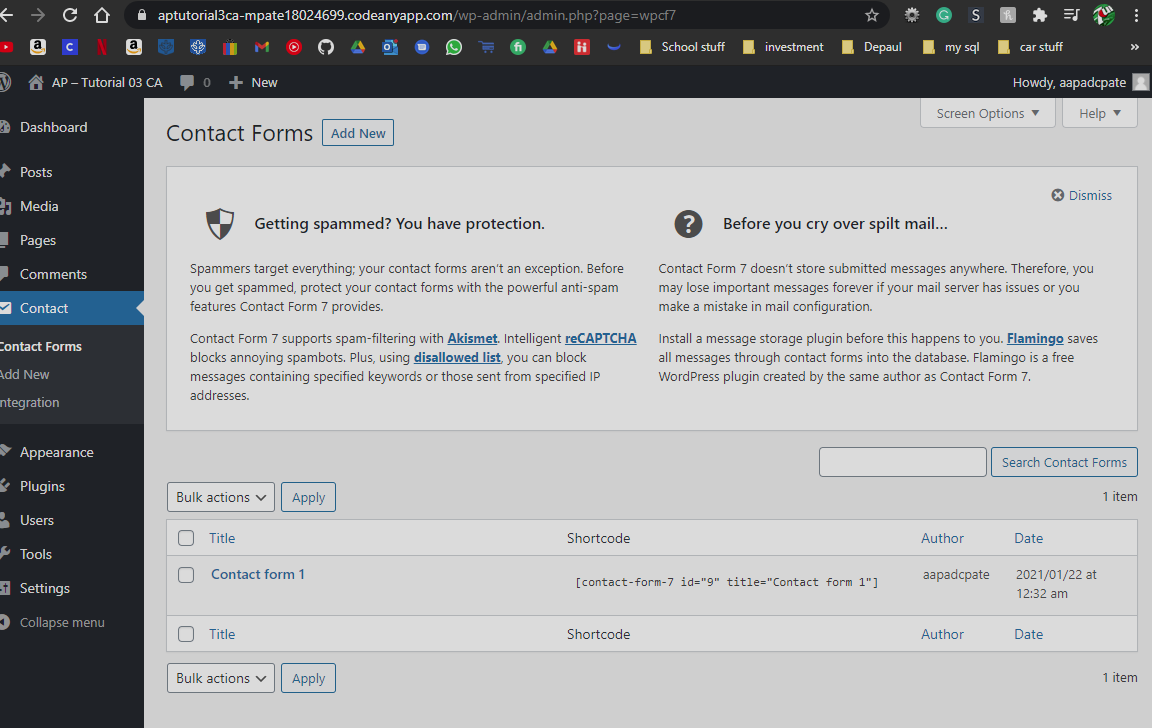 aptutorial3ca-mpate18024699.codeanyapp.com/wp-admin/admin.php?page=wpcf7
School stuff investment Depaul my sql car stuff »
AP – Tutorial 03 CA 0 New Howdy, aapadcpate
Dashboard
Posts
Media
Pages
Comments
Contact
Contact Forms
Add New
ntegration
Appearance
Plugins
Users
Tools
Settings
Collapse menu
Screen Options Help
Contact Forms Add New
Dismiss
Getting spammed? You have protection.
Spammers target everything; your contact forms aren’t an exception. Before
you get spammed, protect your contact forms with the powerful anti-spam
features Contact Form 7 provides.
Contact Form 7 supports spam-filtering with Akismet. Intelligent reCAPTCHA
blocks annoying spambots. Plus, using disallowed list, you can block
messages containing specified keywords or those sent from specified IP
addresses.
Before you cry over spilt mail…
Contact Form 7 doesn’t store submitted messages anywhere. Therefore, you
may lose important messages forever if your mail server has issues or you
make a mistake in mail configuration.
Install a message storage plugin before this happens to you. Flamingo saves
all messages through contact forms into the database. Flamingo is a free
WordPress plugin created by the same author as Contact Form 7.
Search Contact Forms
Bulk actions Apply 1 item
Title Shortcode Author Date
Contact form 1 [contact-form-7 id="9" title="Contact form 1"] aapadcpate 2021/01/22 at
12:32 am
Title Shortcode Author Date
Bulk actions Apply 1 item